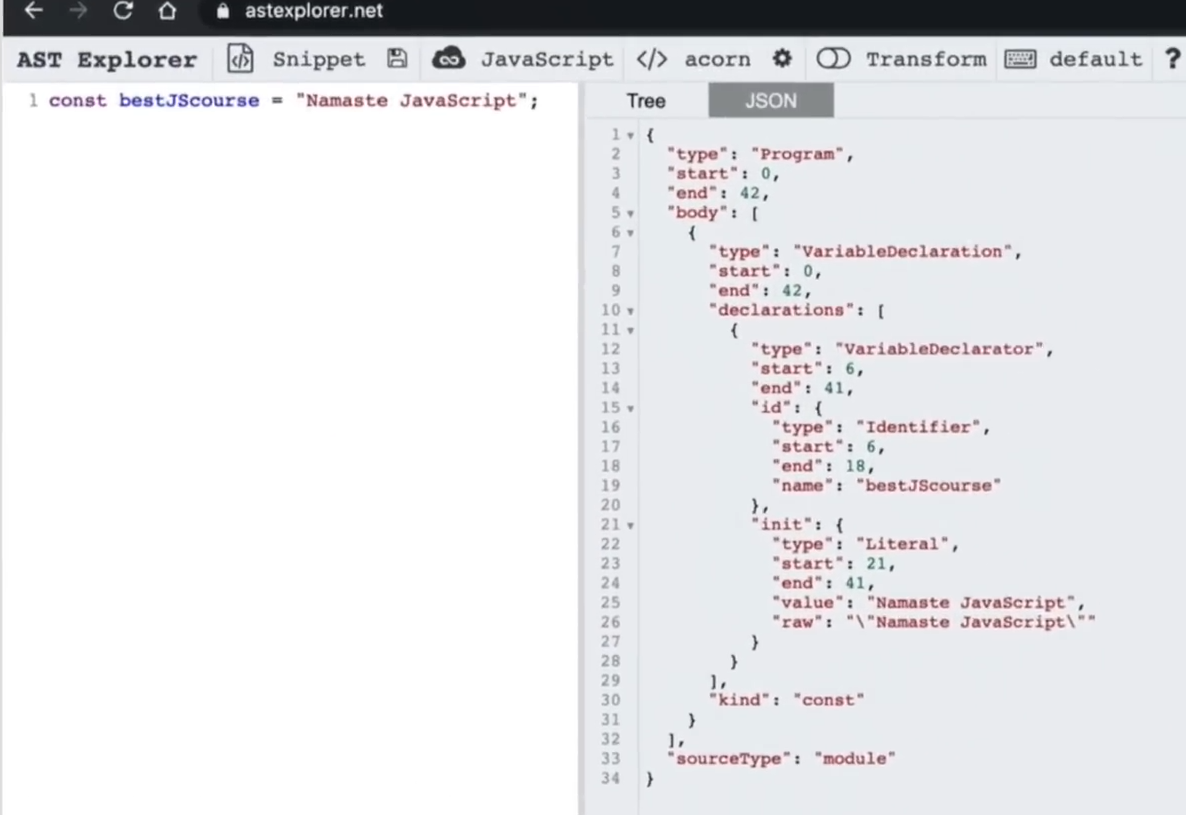 astexplorer.net
AST Explorer Snippet JavaScript </> acorn Transform default ?
1 const bestJScourse = "Namaste JavaScript";
Tree JSON
1 {
2 "type": "Program",
3 "start": 0,
4 "end": 42,
5 "body": [
6 {
7 "type": "VariableDeclaration",
8 "start": 0,
9 "end": 42,
10 "declarations": [
11 {
12 "type": "VariableDeclarator",
13 "start": 6,
14 "end": 41,
15 "id": {
16 "type": "Identifier",
17 "start": 6,
18 "end": 18,
19 "name": "bestJScourse"
20 },
21 "init": {
22 "type": "Literal",
23 "start": 21,
24 "end": 41,
25 "value": "Namaste JavaScript",
26 "raw": "\"Namaste JavaScript\""
27 }
28 }
29 ],
30 "kind": "const"
31 }
32 ],
33 "sourceType": "module"
34 }